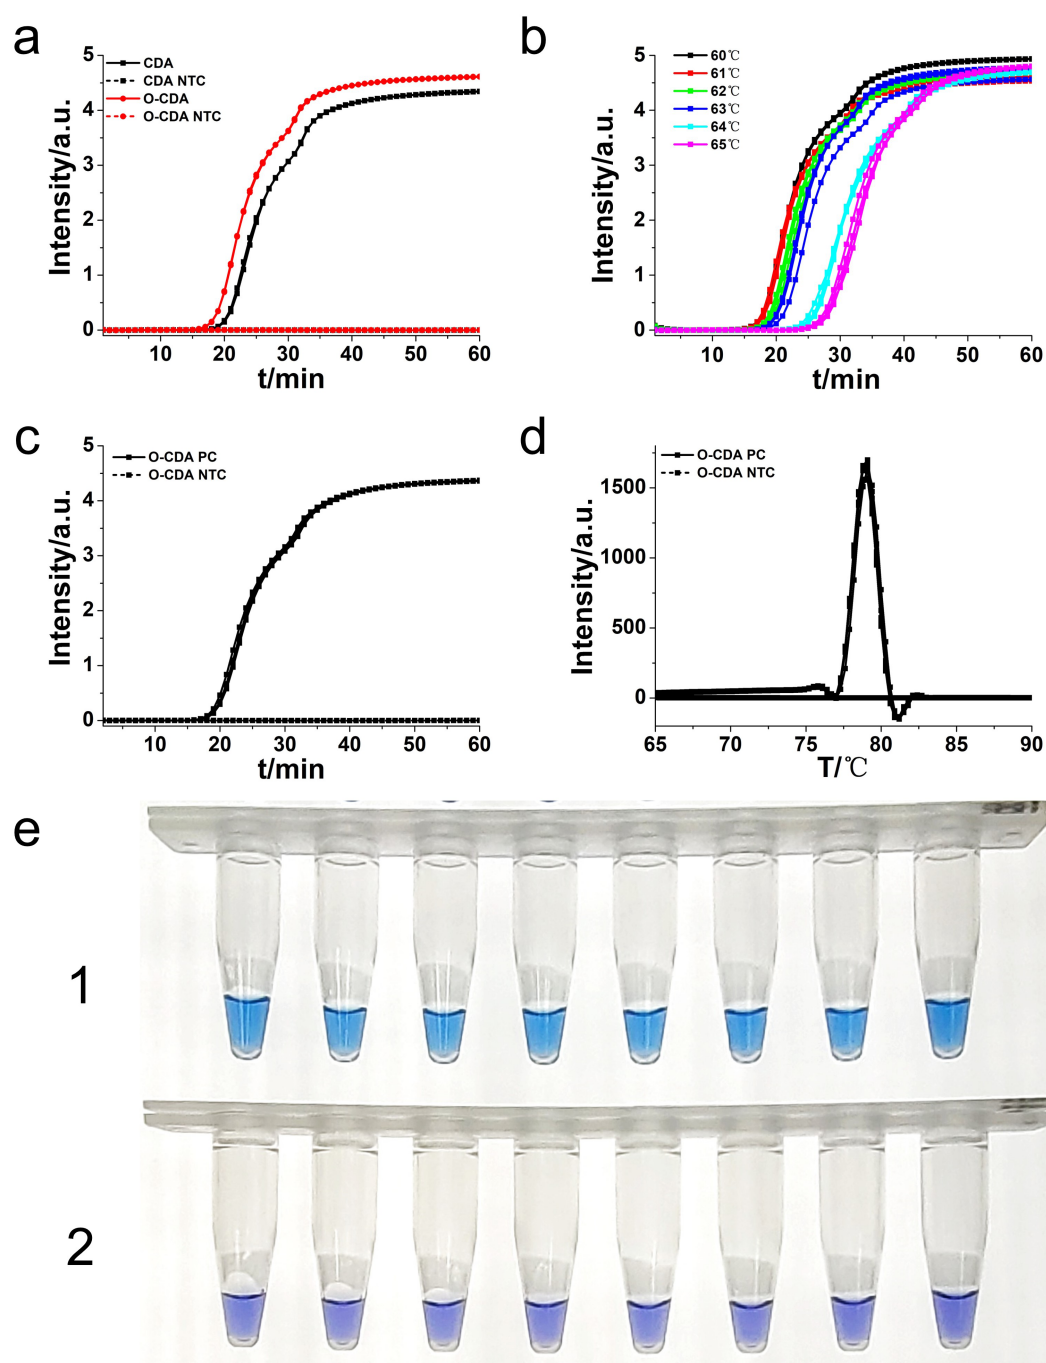 a
CDA
CDA NTC
O-CDA
O-CDA NTC
5
4
3
2
1
0
10 20 30 40 50 60
Intensity/a.u.
t/min
b
60℃
61℃
62℃
63℃
64℃
65℃
5
4
3
2
1
0
10 20 30 40 50 60
Intensity/a.u.
t/min
c
O-CDA PC
O-CDA NTC
5
4
3
2
1
0
10 20 30 40 50 60
Intensity/a.u.
t/min
d
O-CDA PC
O-CDA NTC
1500
1000
500
0
65 70 75 80 85 90
Intensity/a.u.
T/℃
e
1
2